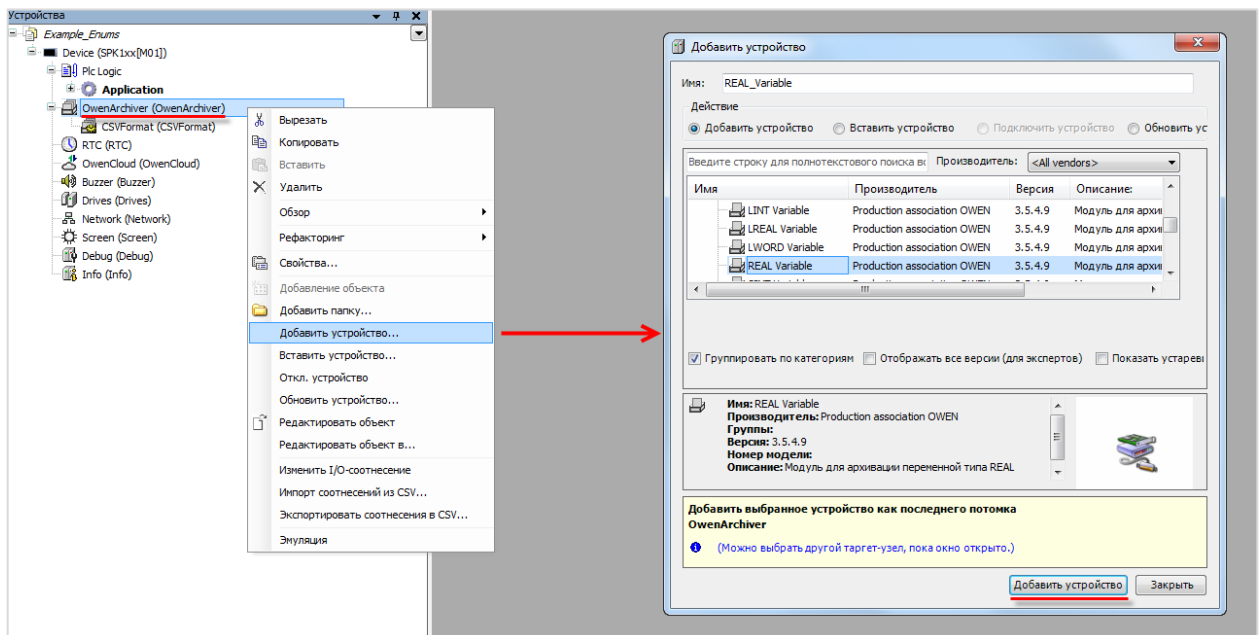 Устройства
Example_Enums
Device (SPK1xx[M01])
Plc Logic
Application
OwenArchiver (OwenArchiver)
CSVFormat (CSVFormat)
RTC (RTC)
OwenCloud (OwenCloud)
Buzzer (Buzzer)
Drives (Drives)
Network (Network)
Screen (Screen)
Debug (Debug)
Info (Info)
Вырезать
Копировать
Вставить
Удалить
Обзор
Рефакторинг
Свойства...
Добавление объекта
Добавить папку...
Добавить устройство...
Вставить устройство...
Откл. устройство
Обновить устройство...
Редактировать объект
Редактировать объект в...
Изменить I/O-соотнесение
Импорт соотнесений из CSV...
Экспортировать соотнесения в CSV...
Эмуляция
Добавить устройство
Имя: REAL_Variable
Действие
Добавить устройство Вставить устройство Подключить устройство Обновить ус
Введите строку для полнотекстового поиска во Производитель: <All vendors>
Имя Производитель Версия Описание:
LINT Variable Production association OWEN 3.5.4.9 Модуль для архи
LREAL Variable Production association OWEN 3.5.4.9 Модуль для архи
LWORD Variable Production association OWEN 3.5.4.9 Модуль для архи
REAL Variable Production association OWEN 3.5.4.9 Модуль для архи
Группировать по категориям Отображать все версии (для экспертов) Показать устарев
Имя: REAL Variable
Производитель: Production association OWEN
Группы:
Версия: 3.5.4.9
Номер модели:
Описание: Модуль для архивации переменной типа REAL
Добавить выбранное устройство как последнего потомка
OwenArchiver
(Можно выбрать другой таргет-узел, пока окно открыто.)
Добавить устройство Закрыть